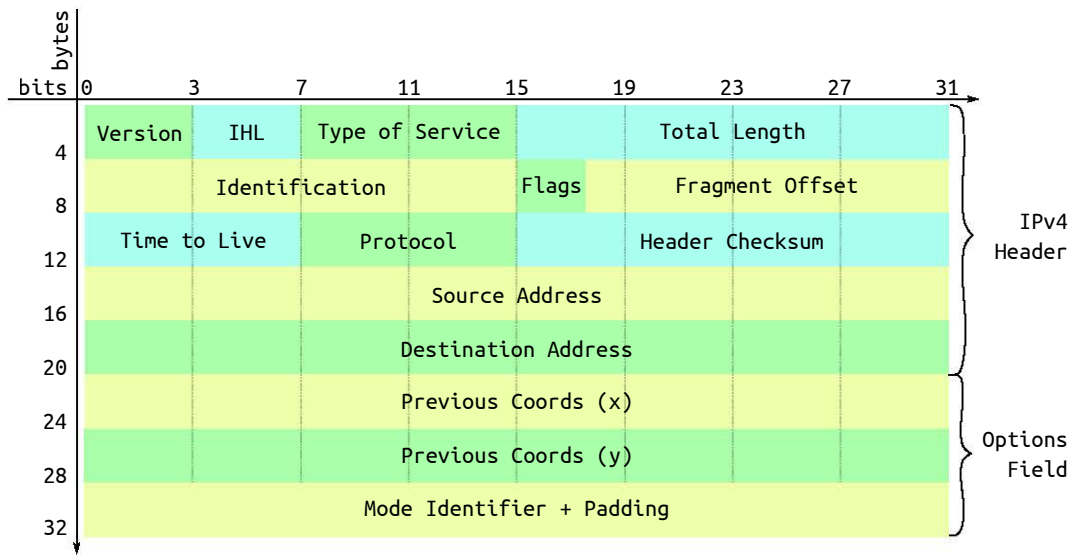 bytes
bits 0 3 7 11 15 19 23 27 31
Version IHL Type of Service Total Length
4
Identification Flags Fragment Offset
8
Time to Live Protocol Header Checksum
IPv4
Header
12
Source Address
16
Destination Address
20
Previous Coords (x)
24
Previous Coords (y)
Options
Field
28
Mode Identifier + Padding
32